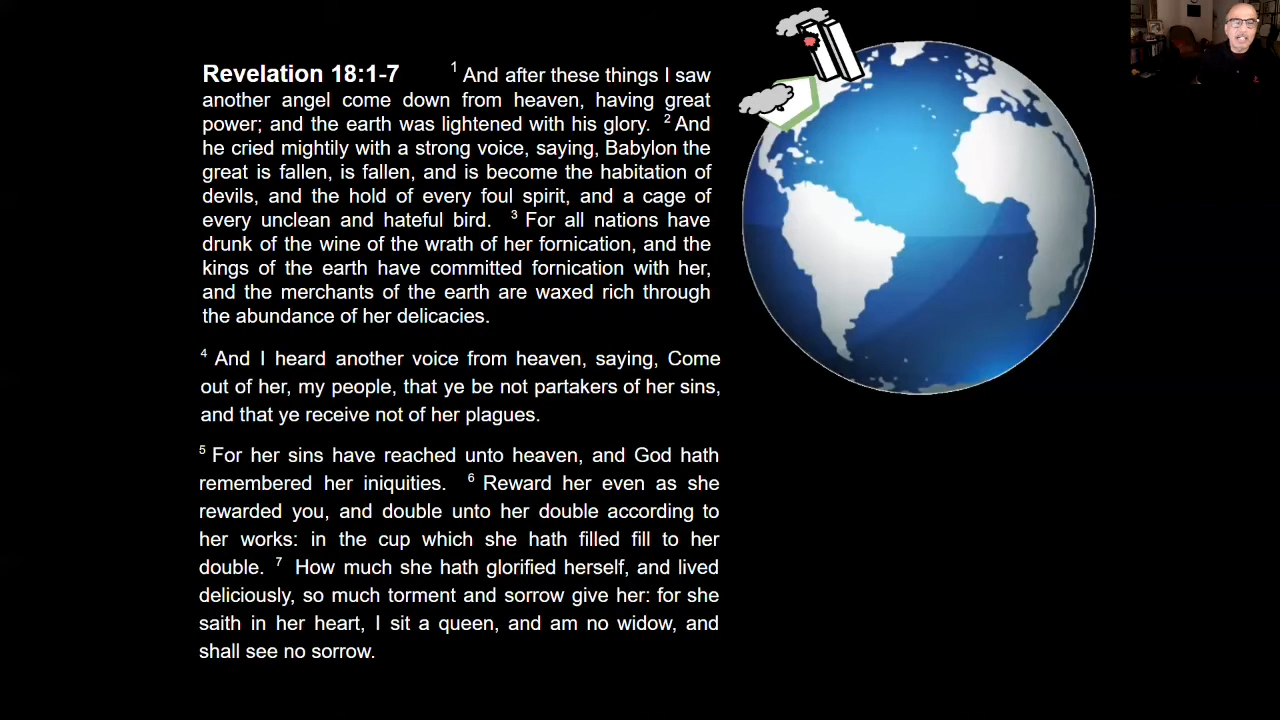 Revelation 18:1-7 1 And after these things I saw
another angel come down from heaven, having great
power; and the earth was lightened with his glory. 2 And
he cried mightily with a strong voice, saying, Babylon the
great is fallen, is fallen, and is become the habitation of
devils, and the hold of every foul spirit, and a cage of
every unclean and hateful bird. 3 For all nations have
drunk of the wine of the wrath of her fornication, and the
kings of the earth have committed fornication with her,
and the merchants of the earth are waxed rich through
the abundance of her delicacies.
4 And I heard another voice from heaven, saying, Come
out of her, my people, that ye be not partakers of her sins,
and that ye receive not of her plagues.
5 For her sins have reached unto heaven, and God hath
remembered her iniquities. 6 Reward her even as she
rewarded you, and double unto her double according to
her works: in the cup which she hath filled fill to her
double. 7 How much she hath glorified herself, and lived
deliciously, so much torment and sorrow give her: for she
saith in her heart, I sit a queen, and am no widow, and
shall see no sorrow.